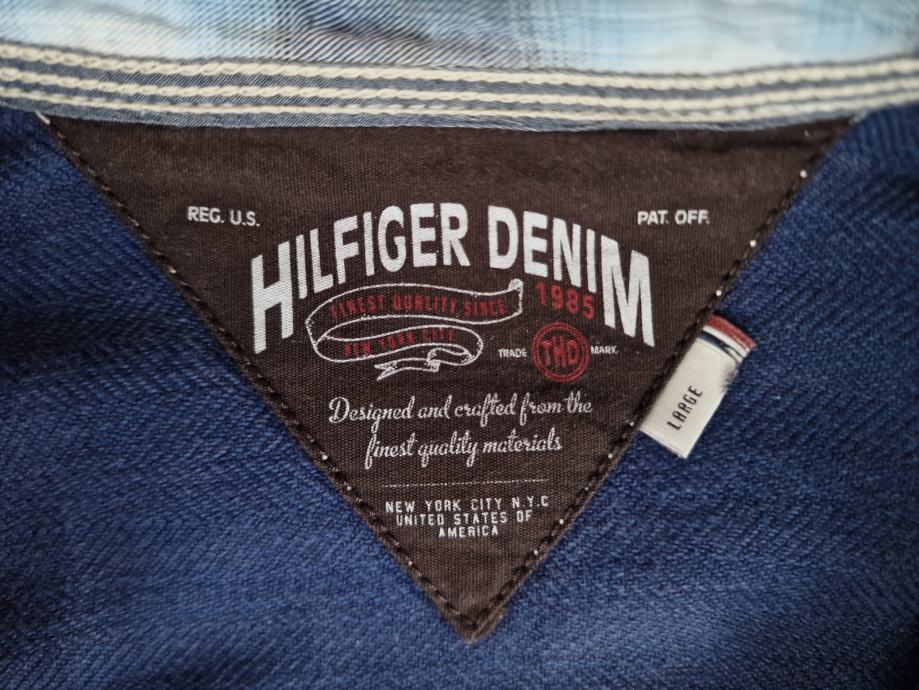 REG. U.S.
PAT. OFF.
HILFIGER DENIM
FINEST QUALITY SINCE 1985
NEW YORK CITY
TRADE THD MARK.
Designed and crafted from the
finest quality materials
NEW YORK CITY N.Y.C
UNITED STATES OF
AMERICA
LARGE